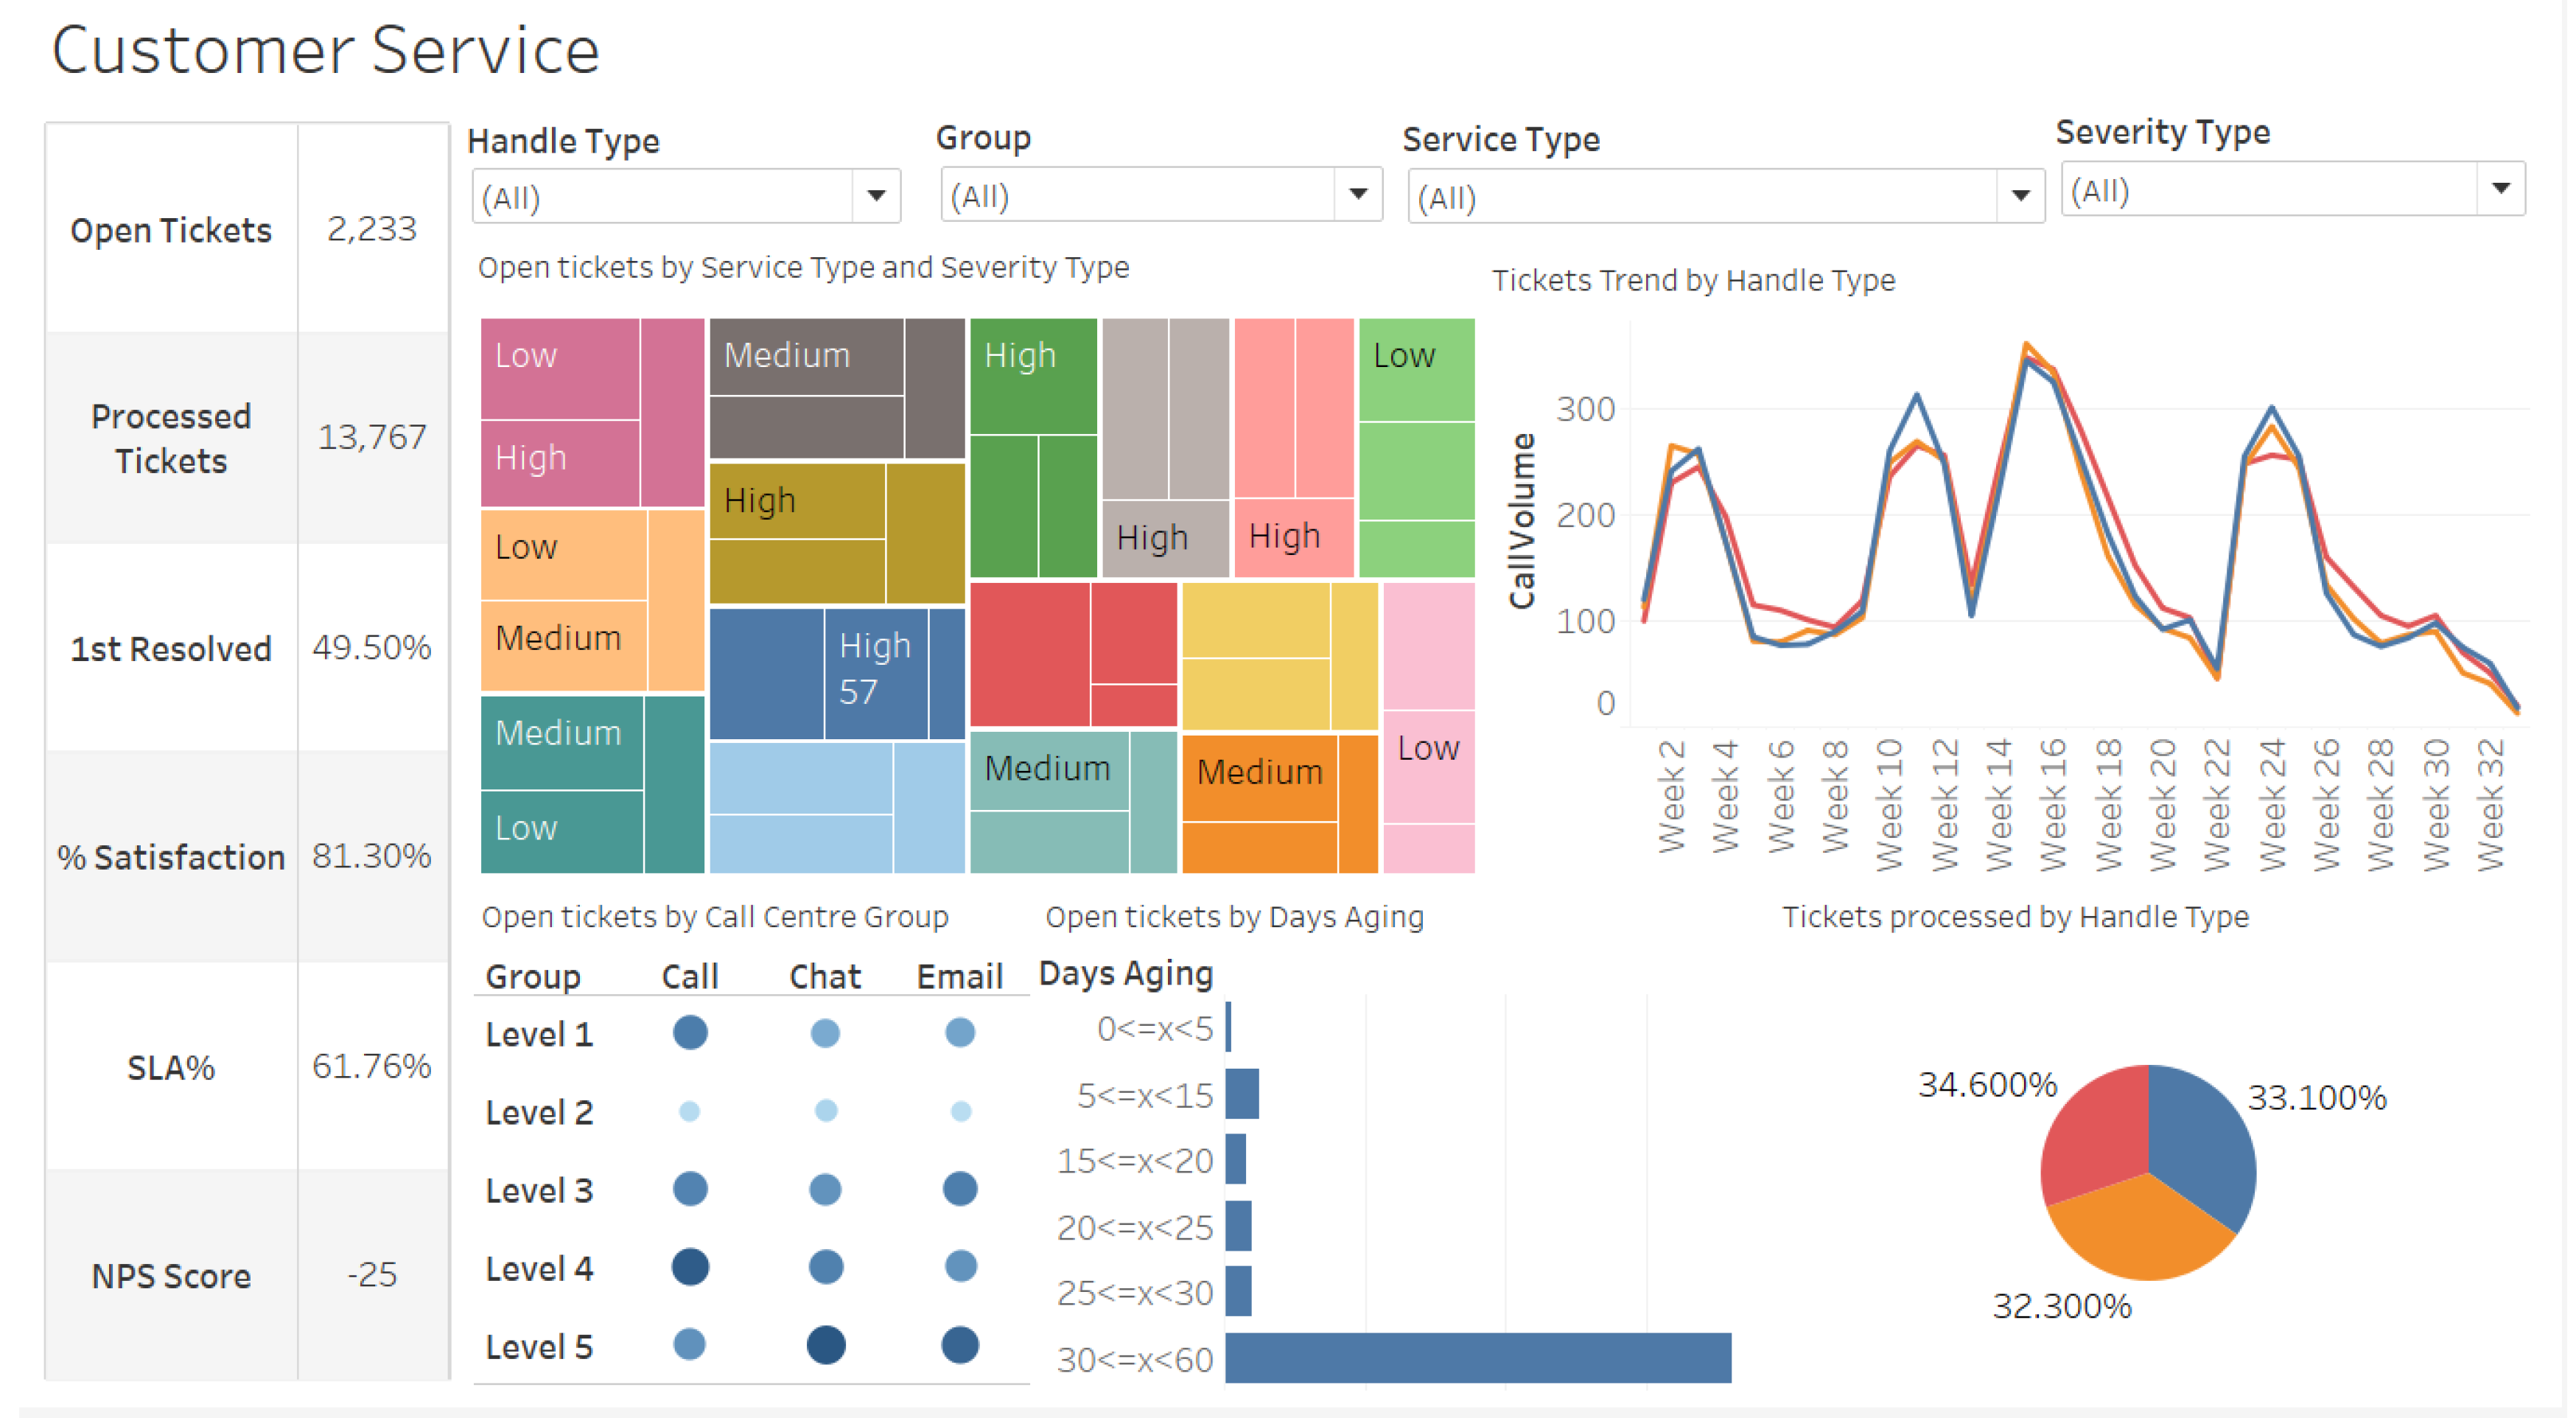 Customer Service
Open Tickets 2,233
Processed
Tickets 13,767
1st Resolved 49.50%
% Satisfaction 81.30%
SLA% 61.76%
NPS Score -25
Handle Type
(All)
Group
(All)
Service Type
(All)
Severity Type
(All)
Open tickets by Service Type and Severity Type
Low
High
Low
Medium
Medium
Low
Medium
High
High
57
High
High
High
Low
Medium
Medium
Low
Tickets Trend by Handle Type
CallVolume
300
200
100
0
Week 2
Week 4
Week 6
Week 8
Week 10
Week 12
Week 14
Week 16
Week 18
Week 20
Week 22
Week 24
Week 26
Week 28
Week 30
Week 32
Open tickets by Call Centre Group
Group Call Chat Email
Level 1
Level 2
Level 3
Level 4
Level 5
Open tickets by Days Aging
Days Aging
0<=x<5
5<=x<15
15<=x<20
20<=x<25
25<=x<30
30<=x<60
Tickets processed by Handle Type
34.600%
33.100%
32.300%